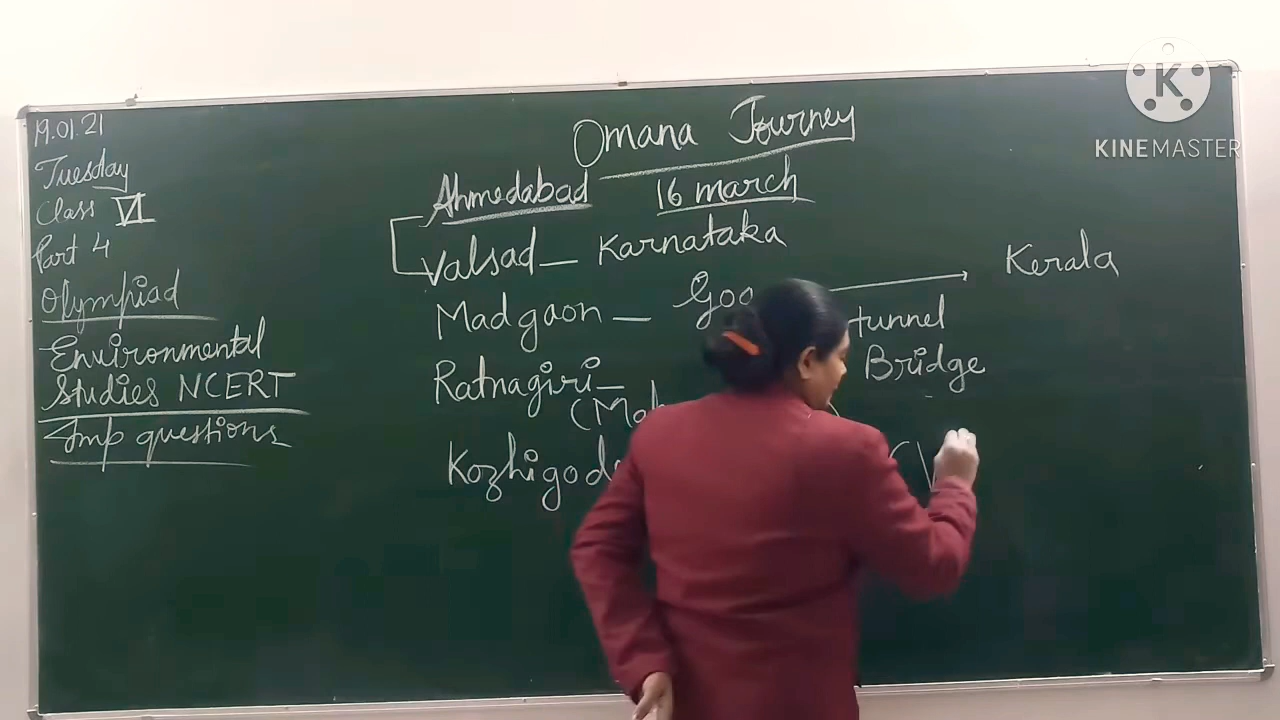 19.01.21
Tuesday
Class VI
Part 4
Olympiad
Environmental
Studies NCERT
Imp questions
Omana Journey
Ahmedabad 16 march
Valsad – Karnataka
Madgaon – Goa → Kerala
tunnel
Ratnagiri – Bridge
Kozhigode
K
KINEMASTER